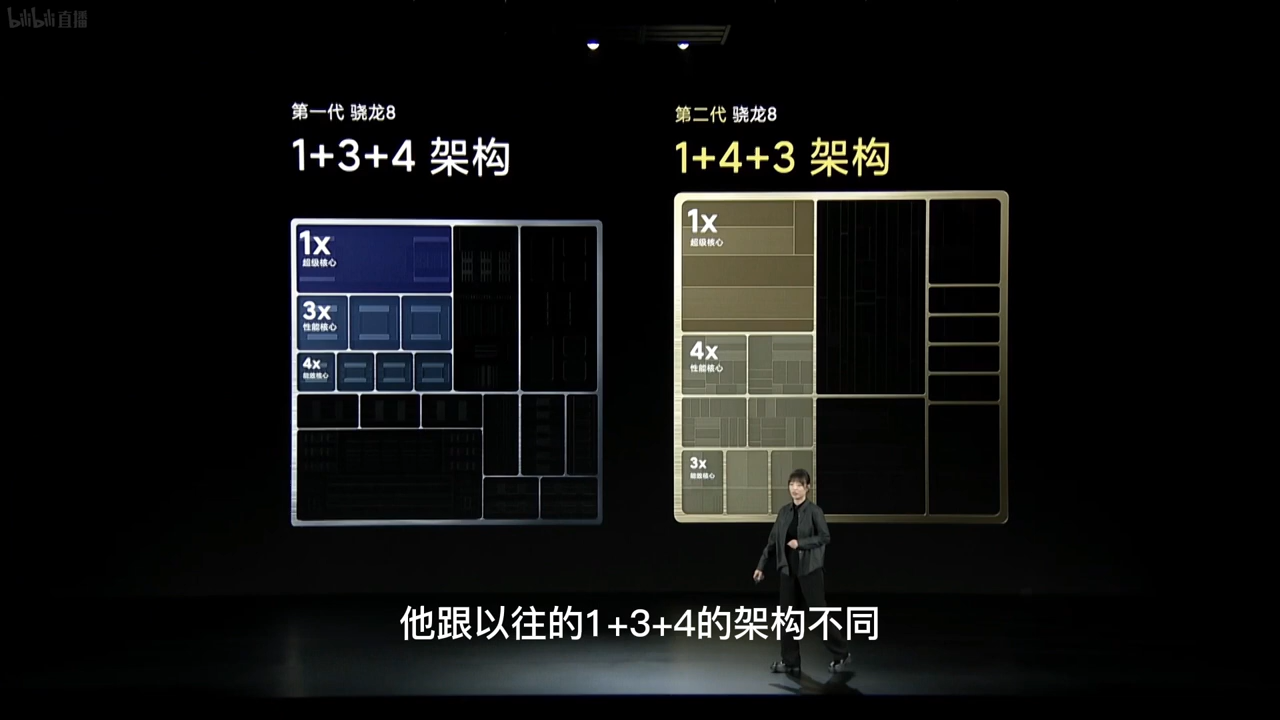 bilibili直播
第一代 骁龙8
1+3+4 架构
1x
超级核心
3x
性能核心
4x
能效核心
第二代 骁龙8
1+4+3 架构
1x
超级核心
4x
性能核心
3x
能效核心
他跟以往的1+3+4的架构不同